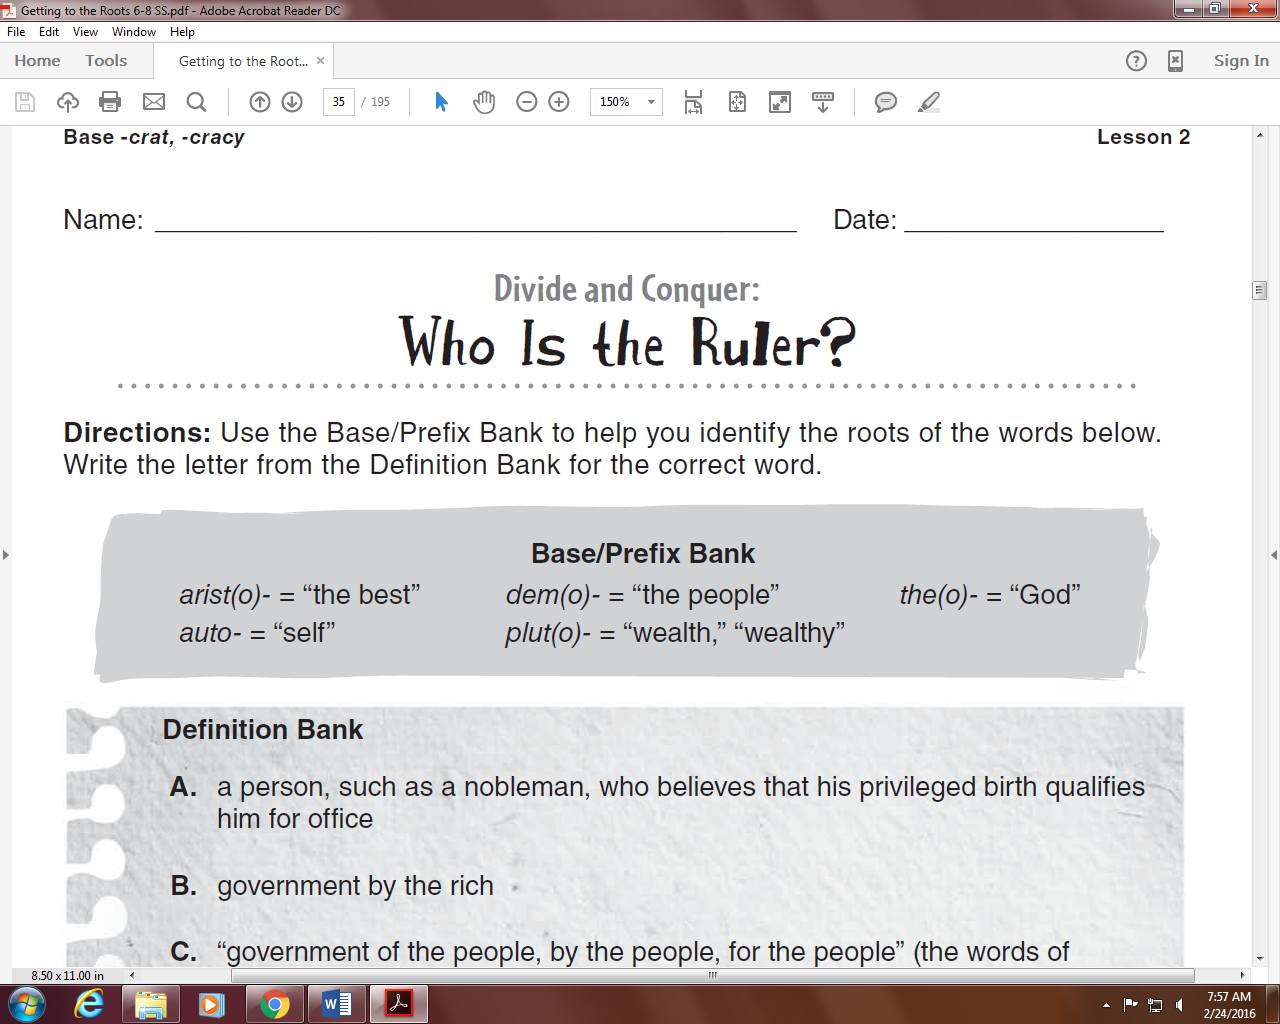 Getting to the Roots 6-8 SS.pdf - Adobe Acrobat Reader DC
File Edit View Window Help
Home Tools Getting to the Root... × Sign In
35 / 195 150%
Base -crat, -cracy Lesson 2
Name: Date:
Divide and Conquer:
Who Is the Ruler?
Directions: Use the Base/Prefix Bank to help you identify the roots of the words below.
Write the letter from the Definition Bank for the correct word.
Base/Prefix Bank
arist(o)- = “the best” dem(o)- = “the people” the(o)- = “God”
auto- = “self” plut(o)- = “wealth,” “wealthy”
Definition Bank
A. a person, such as a nobleman, who believes that his privileged birth qualifies
him for office
B. government by the rich
C. “government of the people, by the people, for the people” (the words of
8.50 x 11.00 in
7:57 AM
2/24/2016